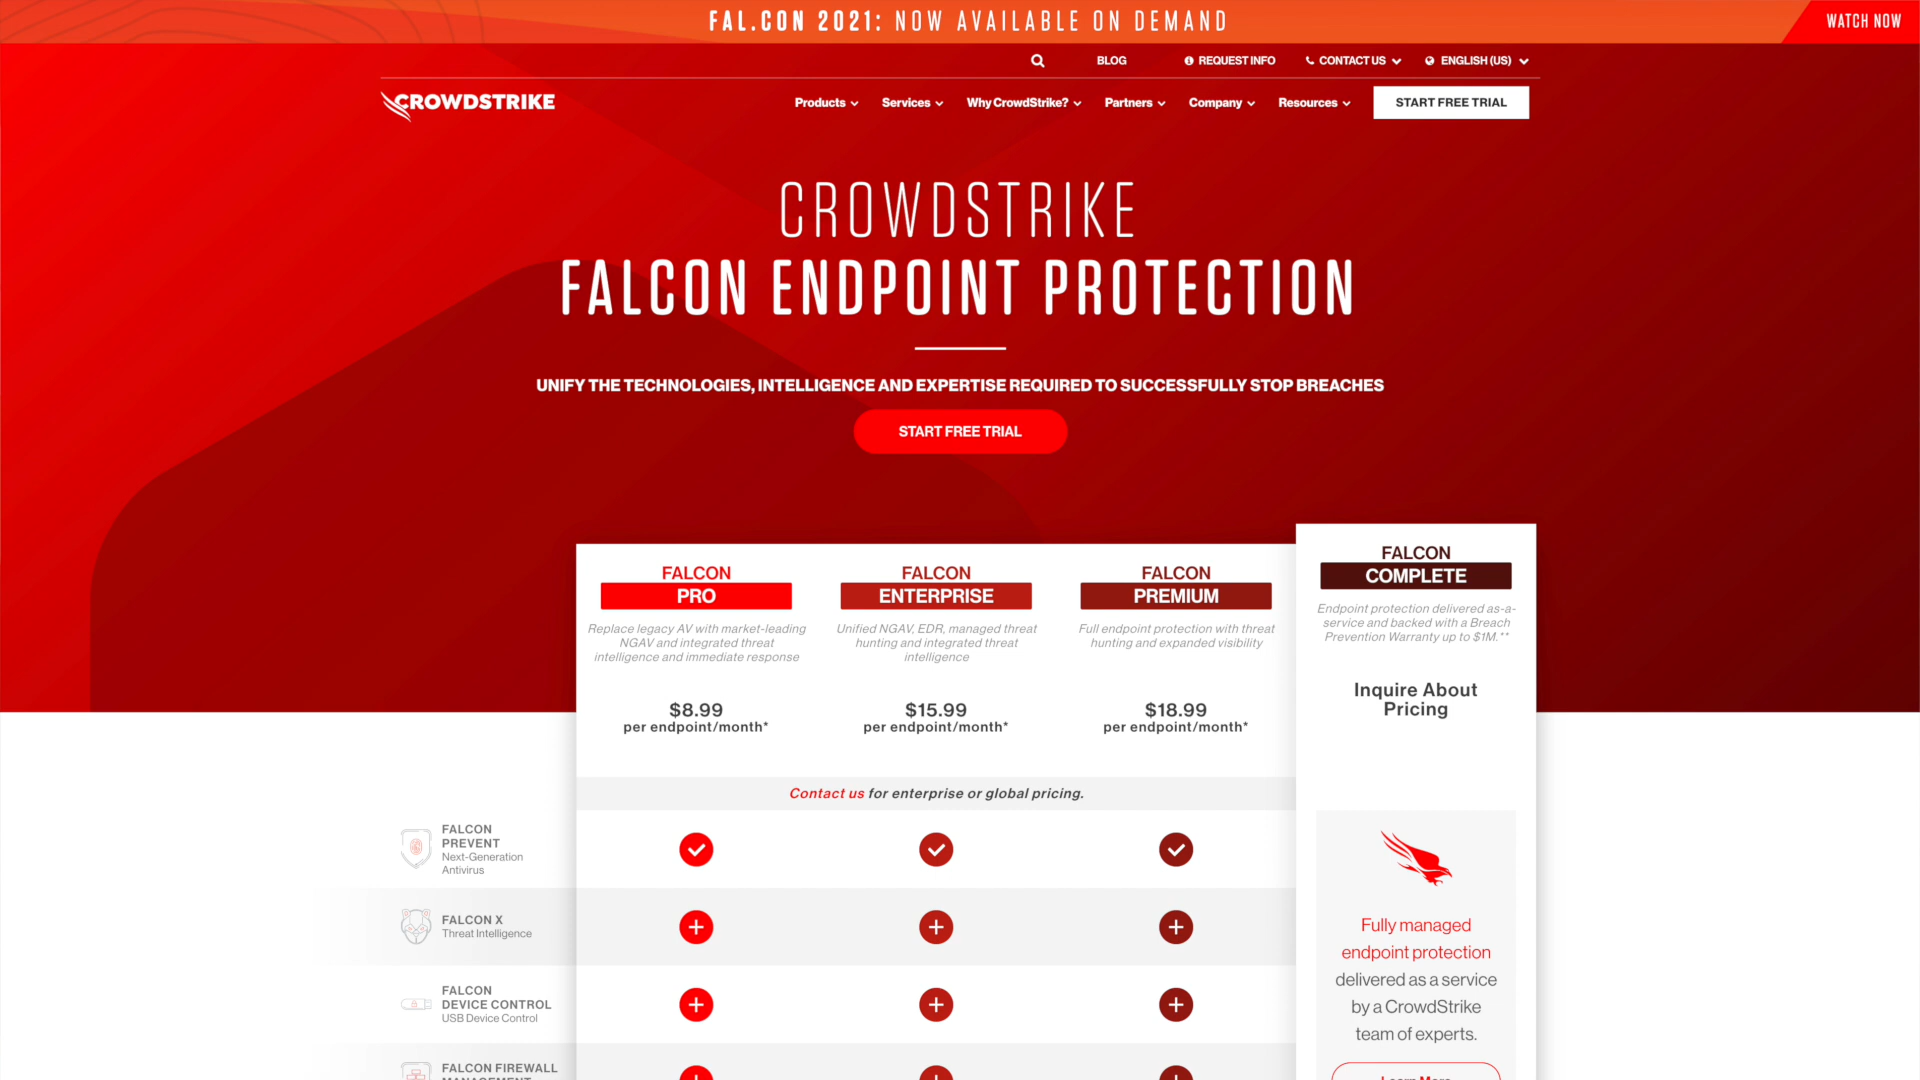 FAL.CON 2021: NOW AVAILABLE ON DEMAND
WATCH NOW
BLOG
REQUEST INFO
CONTACT US
ENGLISH (US)
CROWDSTRIKE
Products
Services
Why CrowdStrike?
Partners
Company
Resources
START FREE TRIAL
CROWDSTRIKE
FALCON ENDPOINT PROTECTION
UNIFY THE TECHNOLOGIES, INTELLIGENCE AND EXPERTISE REQUIRED TO SUCCESSFULLY STOP BREACHES
START FREE TRIAL
FALCON
PRO
Replace legacy AV with market-leading
NGAV and integrated threat
intelligence and immediate response
$8.99
per endpoint/month*
FALCON
ENTERPRISE
Unified NGAV, EDR, managed threat
hunting and integrated threat
intelligence
$15.99
per endpoint/month*
FALCON
PREMIUM
Full endpoint protection with threat
hunting and expanded visibility
$18.99
per endpoint/month*
FALCON
COMPLETE
Endpoint protection delivered as-a-
service and backed with a Breach
Prevention Warranty up to $1M.**
Inquire About
Pricing
Contact us for enterprise or global pricing.
FALCON
PREVENT
Next-Generation
Antivirus
FALCON X
Threat Intelligence
FALCON
DEVICE CONTROL
USB Device Control
FALCON FIREWALL
MANAGEMENT
Fully managed
endpoint protection
delivered as a service
by a CrowdStrike
team of experts.
Learn More